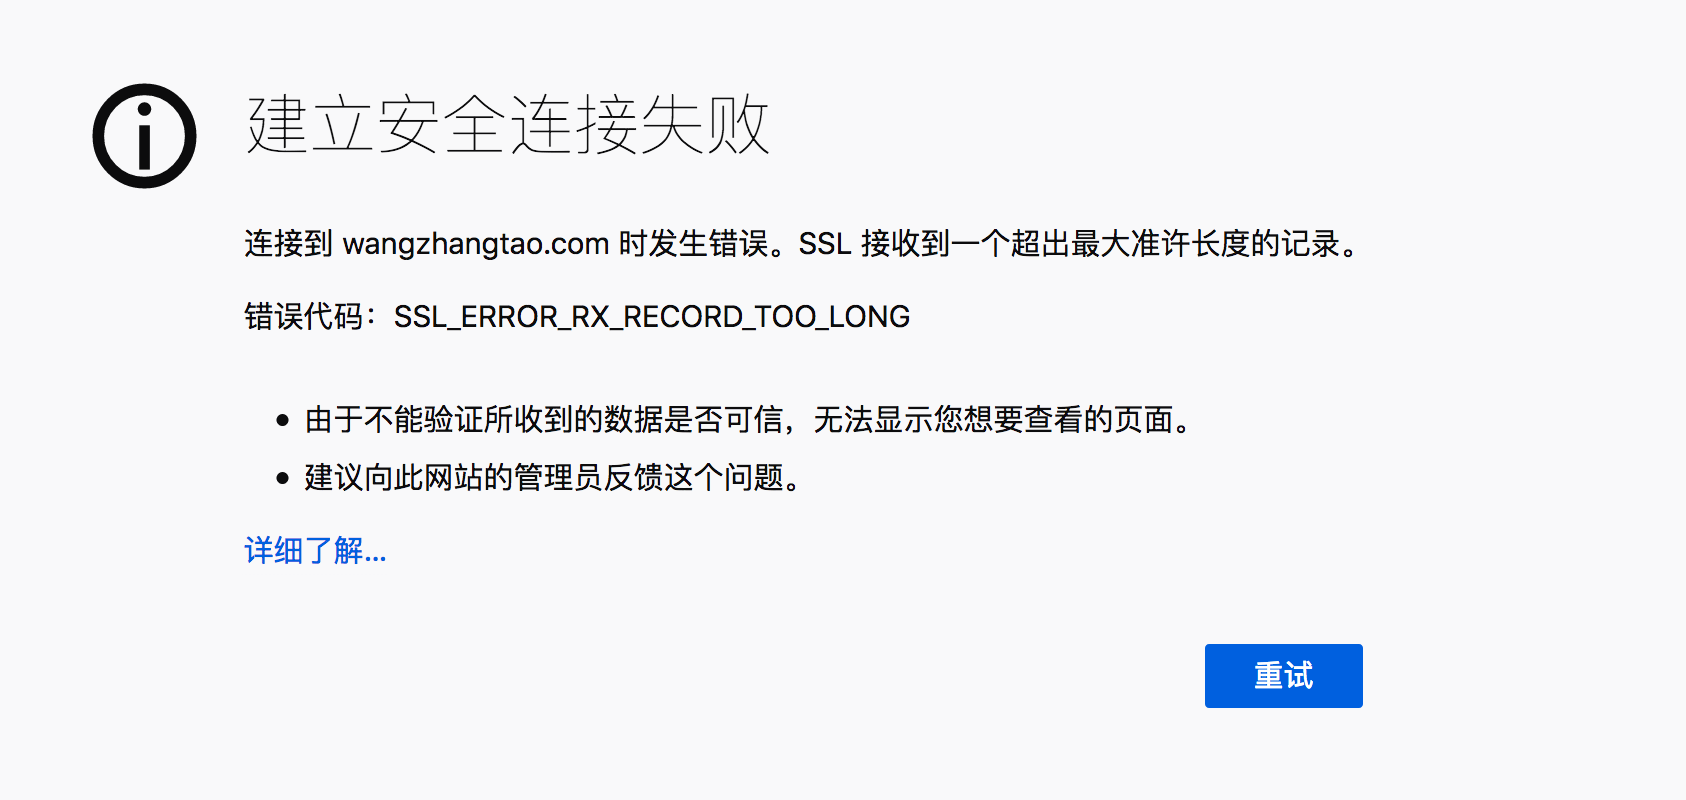 建立安全连接失败
连接到 wangzhangtao.com 时发生错误。SSL 接收到一个超出最大准许长度的记录。
错误代码：SSL_ERROR_RX_RECORD_TOO_LONG
由于不能验证所收到的数据是否可信，无法显示您想要查看的页面。
建议向此网站的管理员反馈这个问题。
详细了解...
重试